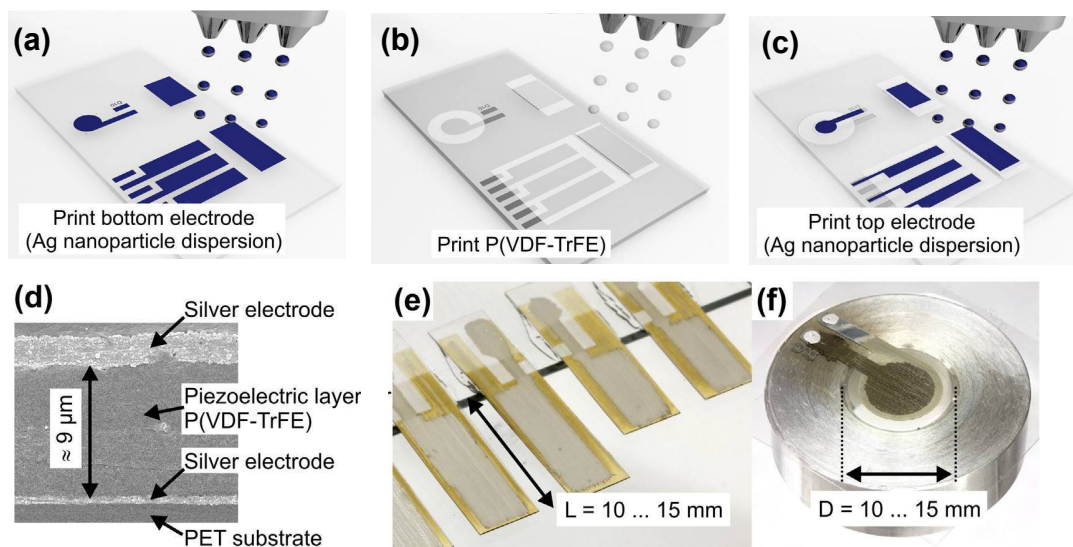 (a)
Print bottom electrode
(Ag nanoparticle dispersion)
(b)
Print P(VDF-TrFE)
(c)
Print top electrode
(Ag nanoparticle dispersion)
(d)
Silver electrode
≈ 9 µm
Piezoelectric layer
P(VDF-TrFE)
Silver electrode
PET substrate
(e)
L = 10 ... 15 mm
(f)
D = 10 ... 15 mm